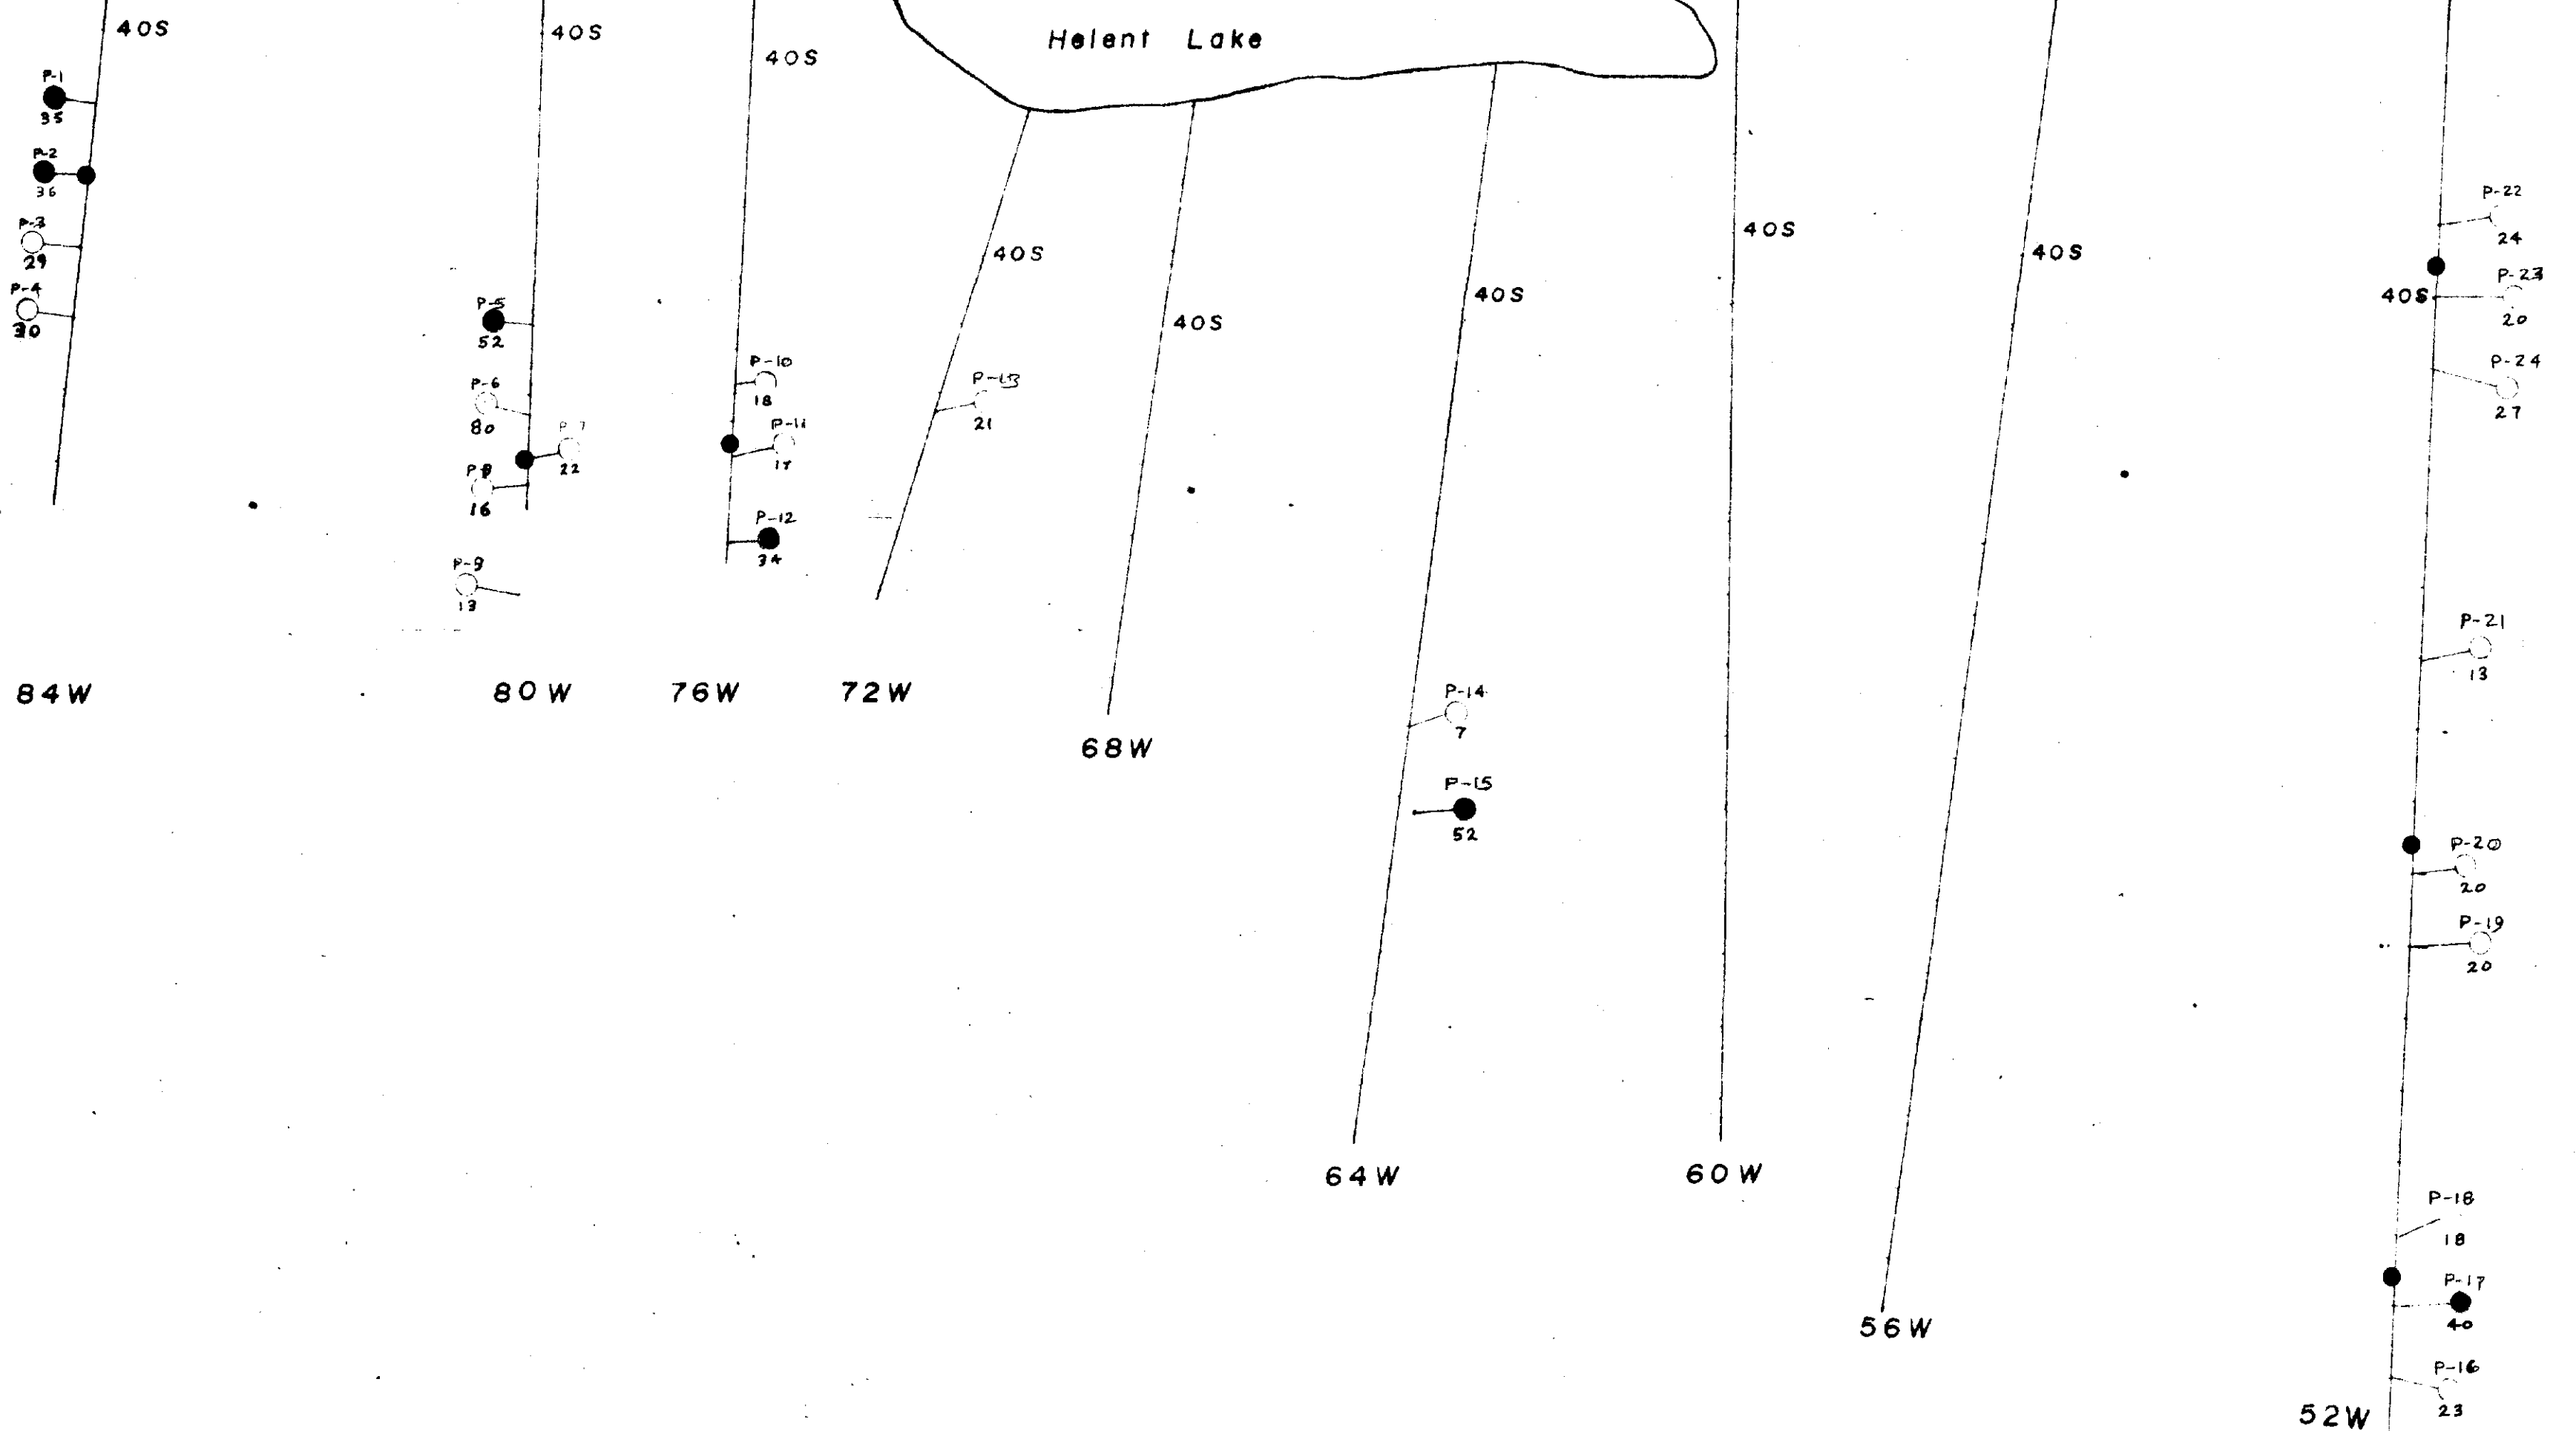 Helent Lake
40S
40S
40S
40S
40S
40S
40S
40S
40S
P-1
35
P-2
36
P-3
29
P-4
30
84W
P-5
52
P-6
80
P-7
22
P-8
16
P-9
13
80W
P-10
18
P-11
17
P-12
34
76W
P-13
21
72W
68W
P-14
7
P-15
52
64W
60W
56W
P-22
24
P-23
20
P-24
27
P-21
13
P-20
20
P-19
20
P-18
18
P-17
40
P-16
23
52W